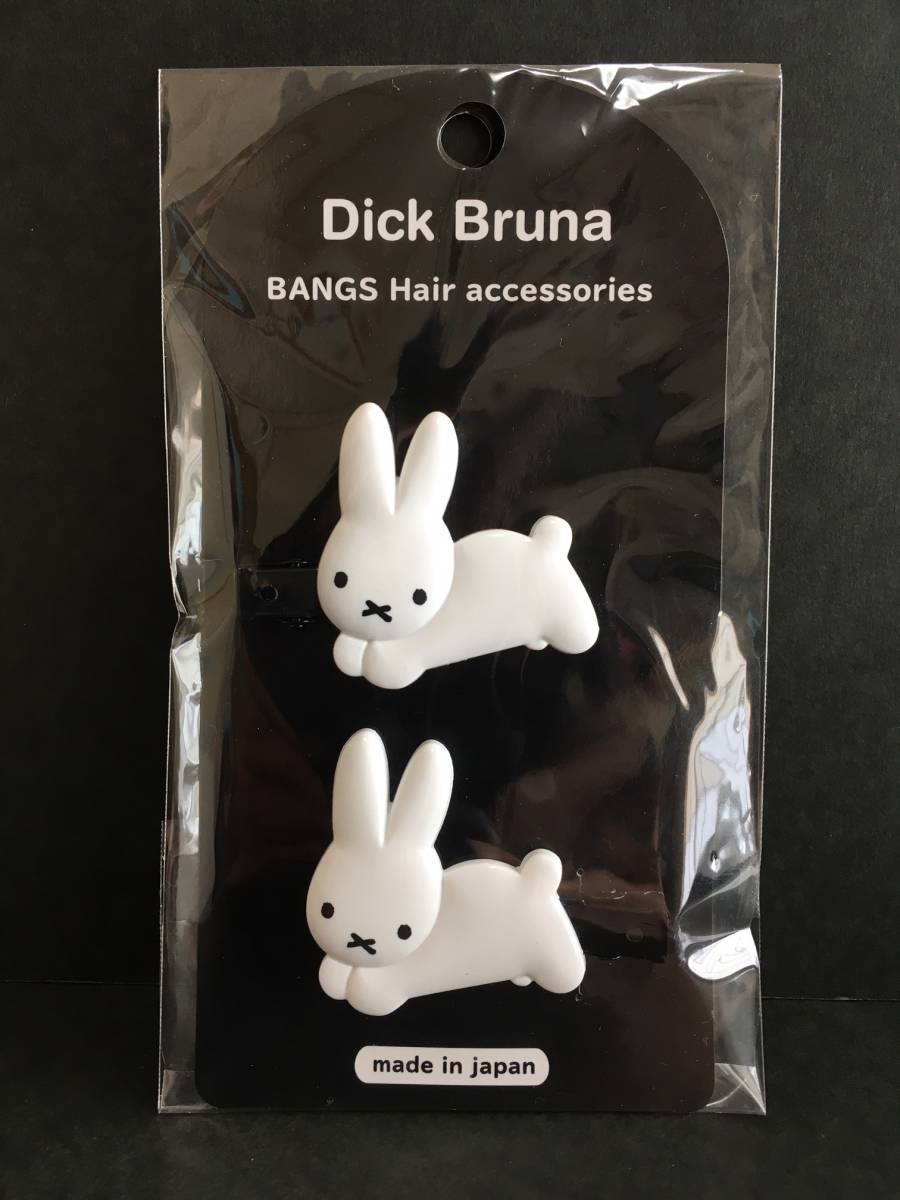 Dick Bruna
BANGS Hair accessories
made in japan